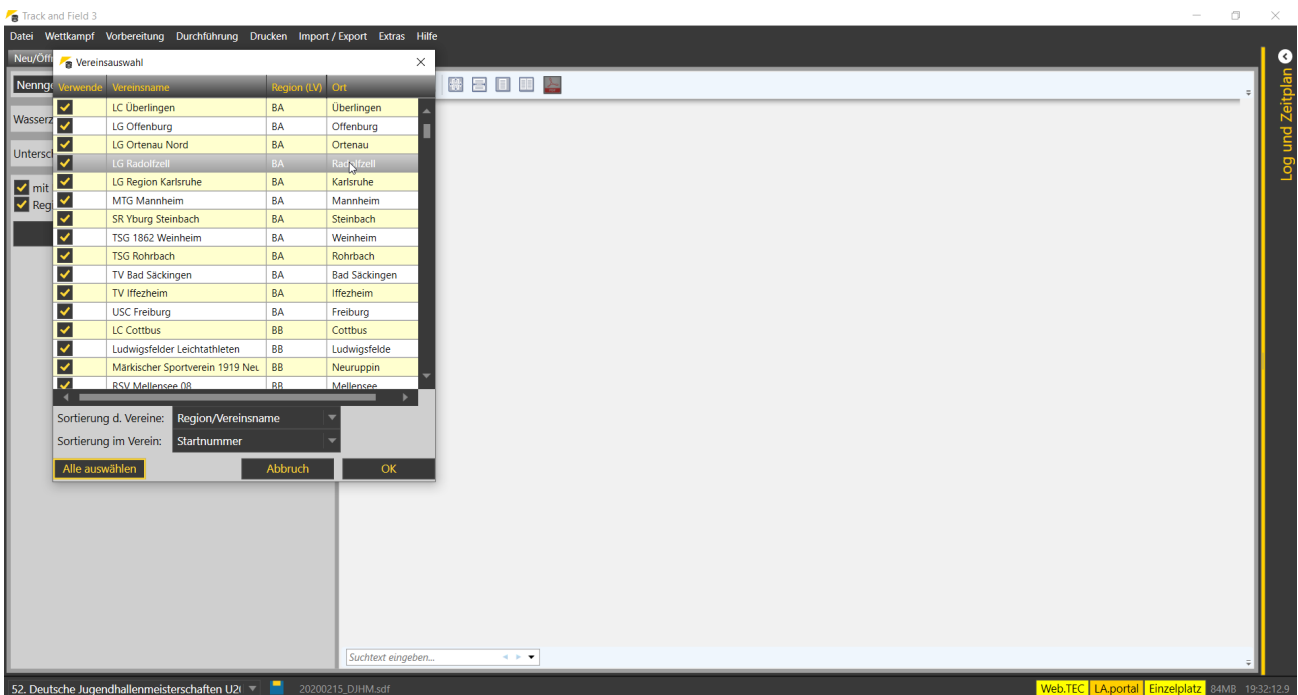 Track and Field 3
Datei Wettkampf Vorbereitung Durchführung Drucken Import / Export Extras Hilfe
Neu/Öff
Vereinsauswahl
Nennge
Verwende Vereinsname Region (LV) Ort
LC Überlingen BA Überlingen
Wasserz
LG Offenburg BA Offenburg
LG Ortenau Nord BA Ortenau
Untersch
LG Radolfzell BA Radolfzell
LG Region Karlsruhe BA Karlsruhe
mit
MTG Mannheim BA Mannheim
Reg
SR Yburg Steinbach BA Steinbach
TSG 1862 Weinheim BA Weinheim
TSG Rohrbach BA Rohrbach
TV Bad Säckingen BA Bad Säckingen
TV Iffezheim BA Iffezheim
USC Freiburg BA Freiburg
LC Cottbus BB Cottbus
Ludwigsfelder Leichtathleten BB Ludwigsfelde
Märkischer Sportverein 1919 Neu BB Neuruppin
RSV Mellensee 08 BB Mellensee
Sortierung d. Vereine: Region/Vereinsname
Sortierung im Verein: Startnummer
Alle auswählen Abbruch OK
Log und Zeitplan
Suchtext eingeben...
52. Deutsche Jugendhallenmeisterschaften U2( 20200215_DJHM.sdf Web.TEC LA.portal Einzelplatz 84MB 19:32:12.9